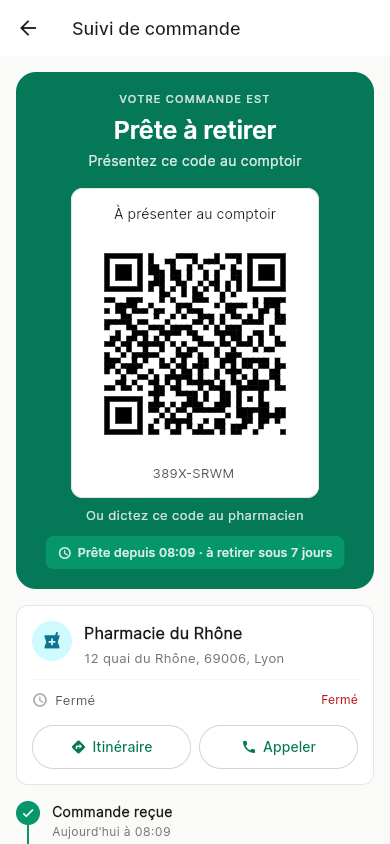 Suivi de commande
VOTRE COMMANDE EST
Prête à retirer
Présentez ce code au comptoir
À présenter au comptoir
389X-SRWM
Ou dictez ce code au pharmacien
Prête depuis 08:09 · à retirer sous 7 jours
Pharmacie du Rhône
12 quai du Rhône, 69006, Lyon
Fermé Fermé
Itinéraire Appeler
Commande reçue
Aujourd'hui à 08:09